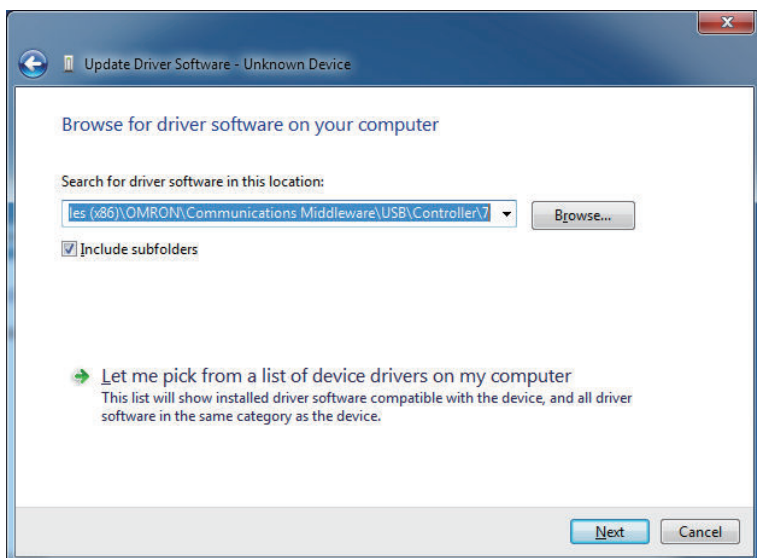 Update Driver Software - Unknown Device
Browse for driver software on your computer
Search for driver software in this location:
les (x86)\OMRON\Communications Middleware\USB\Controller\7
Browse...
Include subfolders
Let me pick from a list of device drivers on my computer
This list will show installed driver software compatible with the device, and all driver
software in the same category as the device.
Next
Cancel